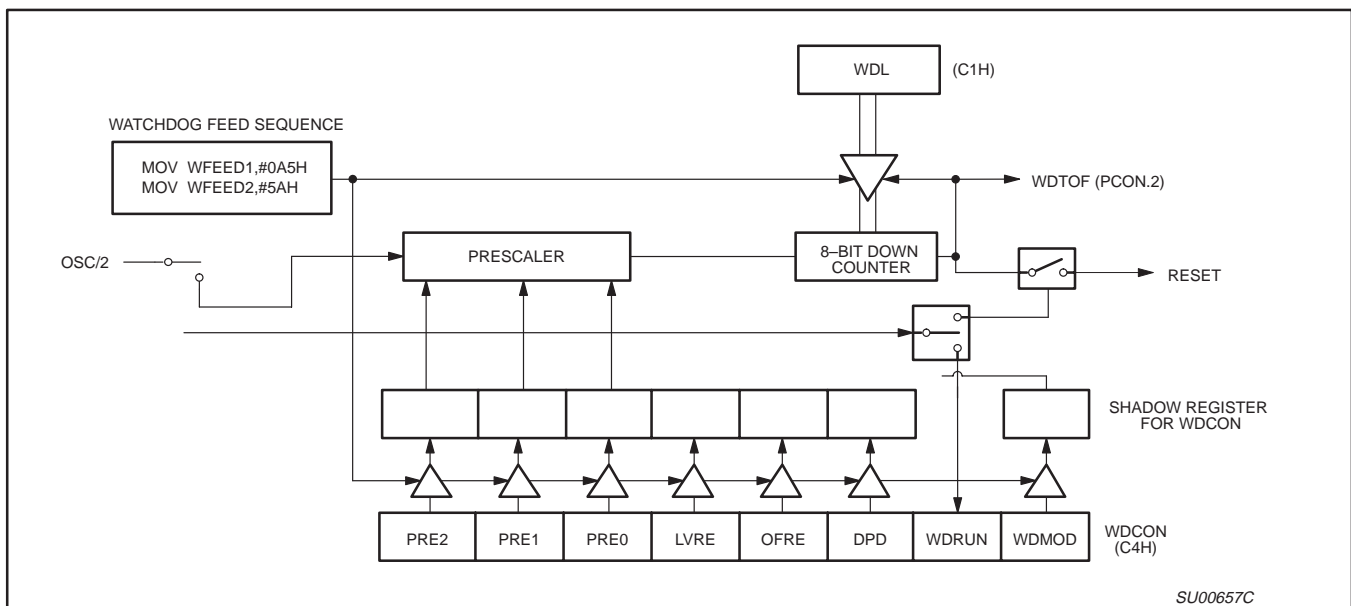 WDL
(C1H)
WATCHDOG FEED SEQUENCE
MOV WFEED1,#0A5H
MOV WFEED2,#5AH
WDTOF (PCON.2)
OSC/2
PRESCALER
8–BIT DOWN
COUNTER
RESET
SHADOW REGISTER
FOR WDCON
PRE2
PRE1
PRE0
LVRE
OFRE
DPD
WDRUN
WDMOD
WDCON
(C4H)
SU00657C